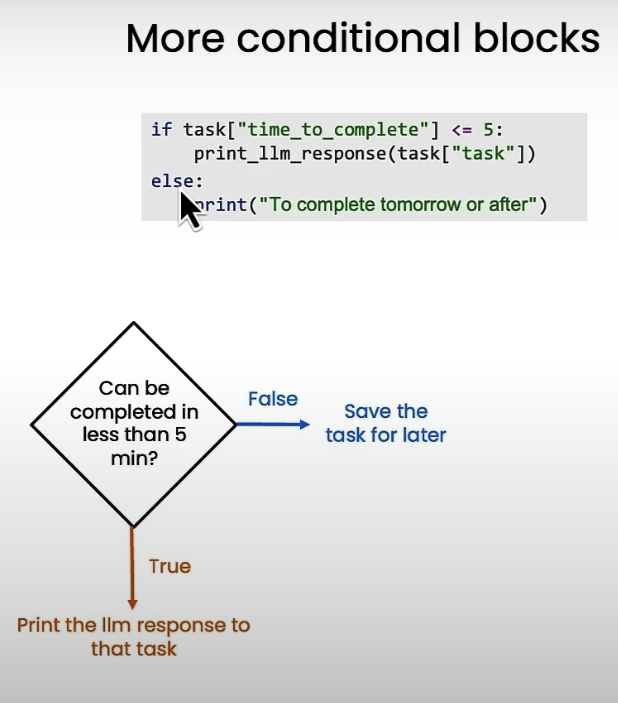 More conditional blocks
if task["time_to_complete"] <= 5:
print_llm_response(task["task"])
else:
print("To complete tomorrow or after")
Can be
completed in
less than 5
min?
False
Save the
task for later
True
Print the llm response to
that task